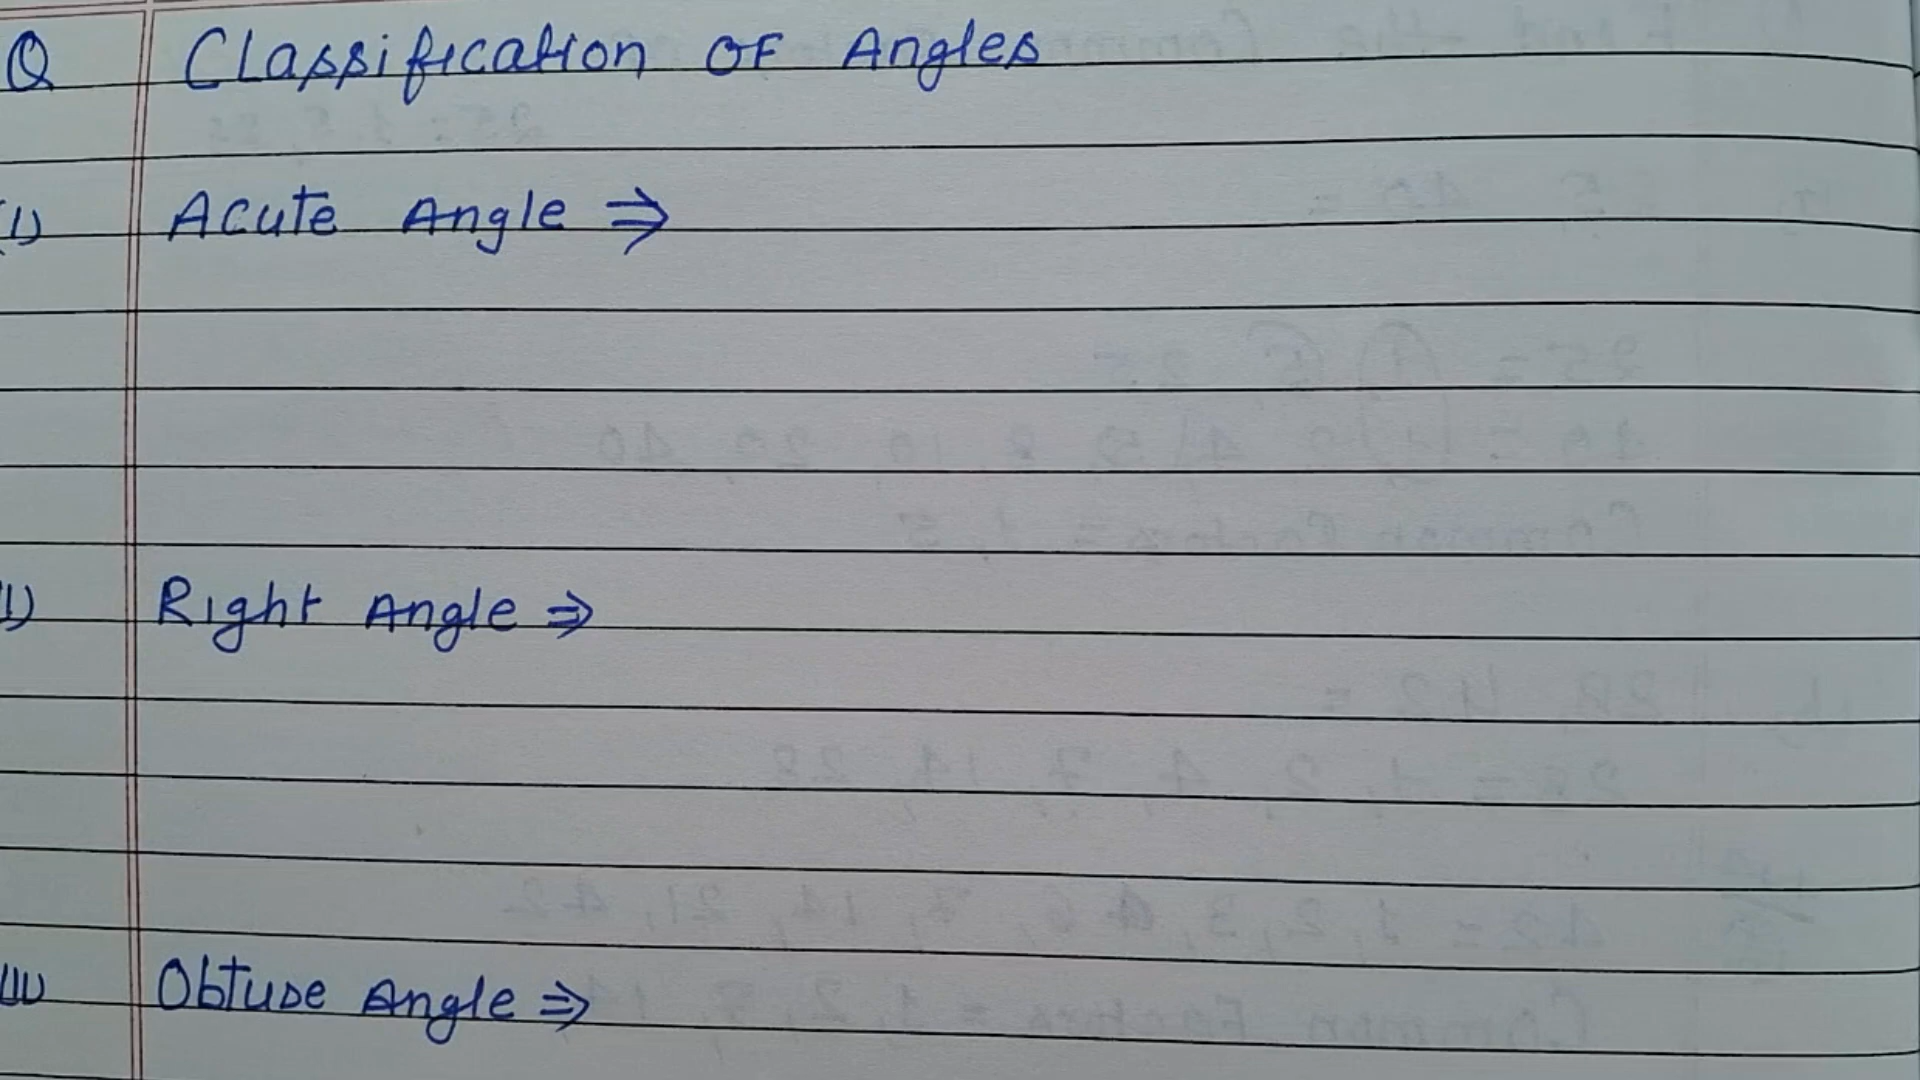 Q Classification OF Angles
(I) Acute Angle ⇒
II) Right Angle ⇒
III) Obtuse Angle ⇒